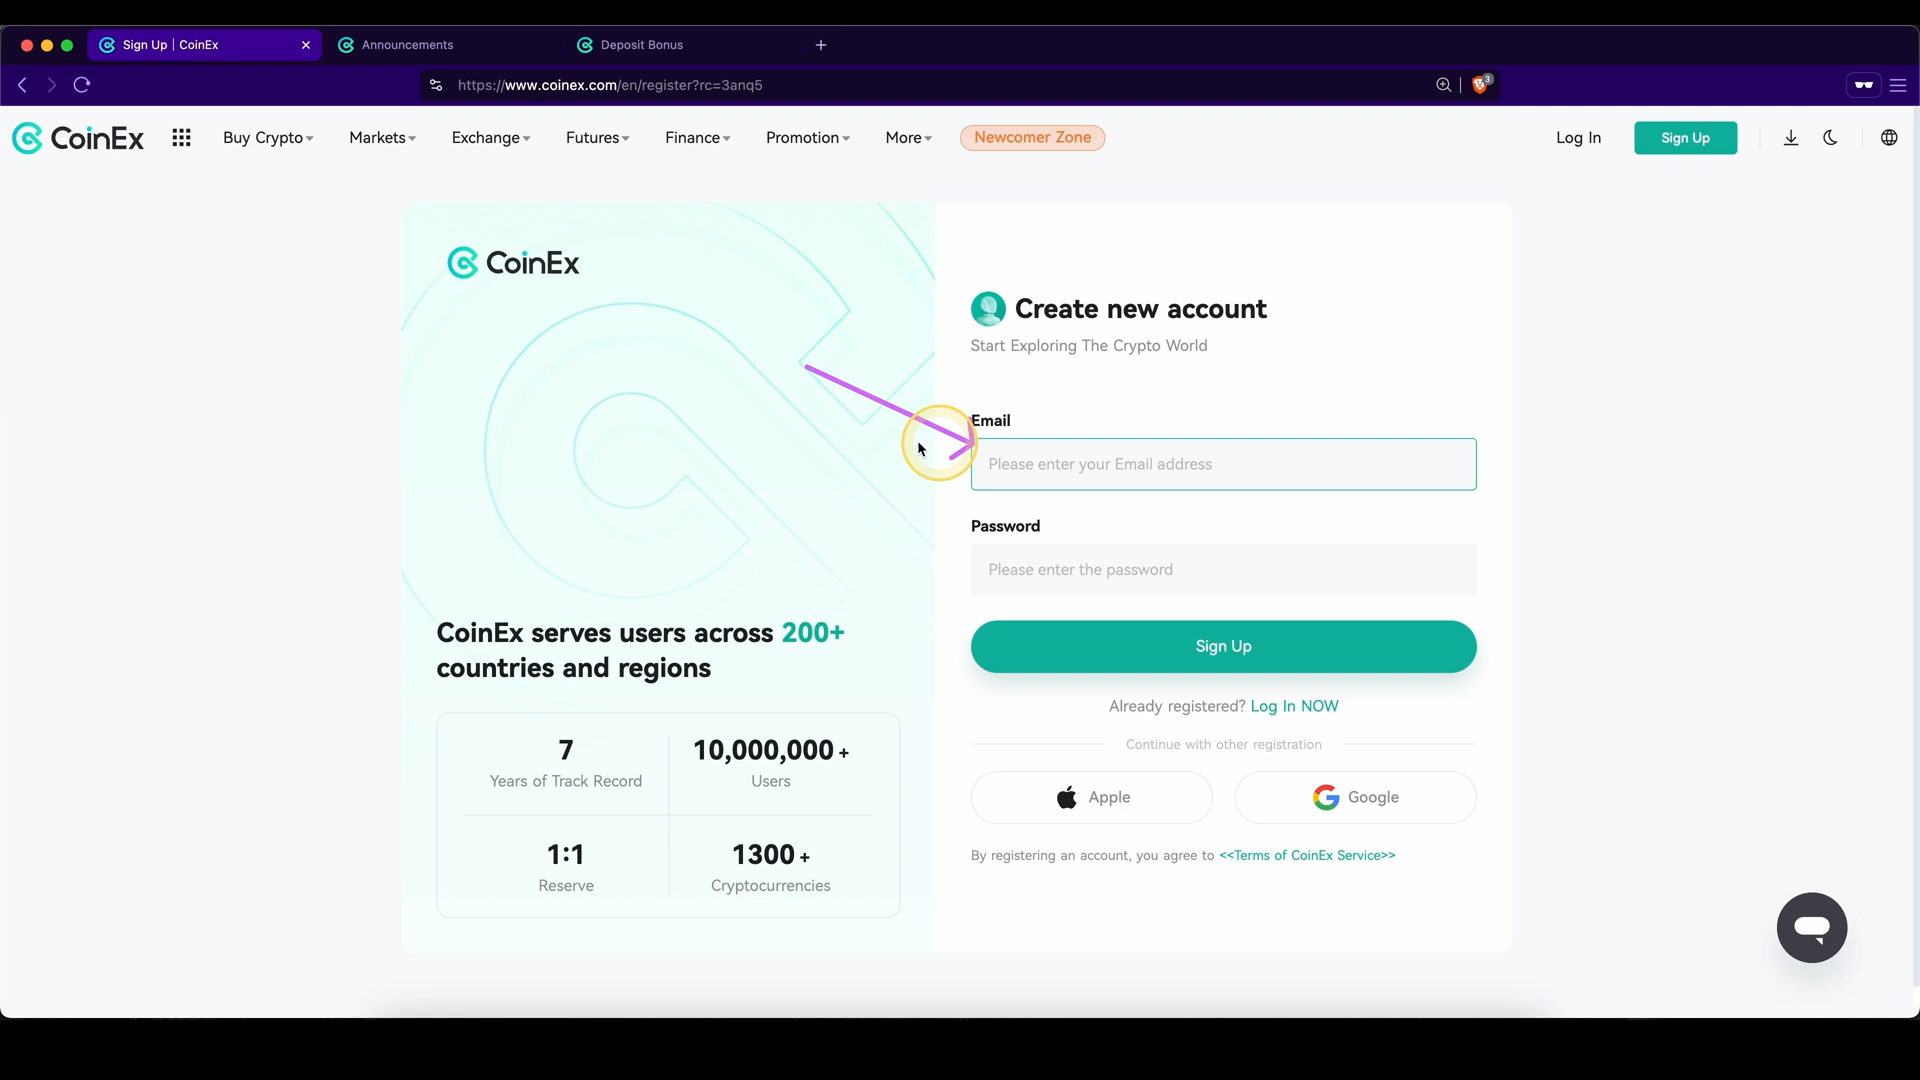 Sign Up | CoinEx
Announcements
Deposit Bonus
https://www.coinex.com/en/register?rc=3anq5
3
CoinEx
Buy Crypto
Markets
Exchange
Futures
Finance
Promotion
More
Newcomer Zone
Log In
Sign Up
CoinEx
CoinEx serves users across 200+
countries and regions
7
Years of Track Record
10,000,000+
Users
1:1
Reserve
1300+
Cryptocurrencies
Create new account
Start Exploring The Crypto World
Email
Please enter your Email address
Password
Please enter the password
Sign Up
Already registered? Log In NOW
Continue with other registration
Apple
Google
By registering an account, you agree to <<Terms of CoinEx Service>>